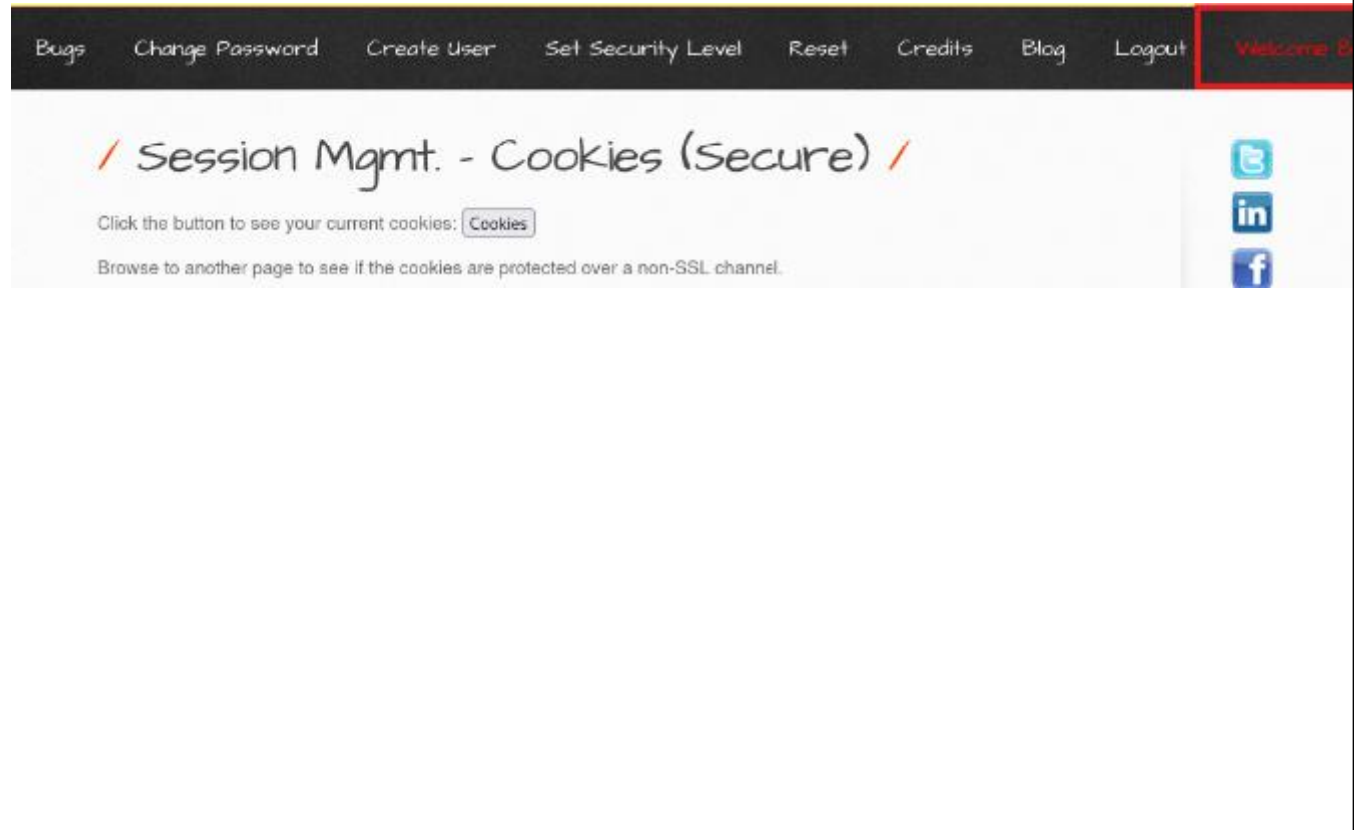 Bugs Change Password Create User Set Security Level Reset Credits Blog Logout Welcome
/ Session Mgmt. - Cookies (Secure) /
Click the button to see your current cookies: Cookies
Browse to another page to see if the cookies are protected over a non-SSL channel.
in
f